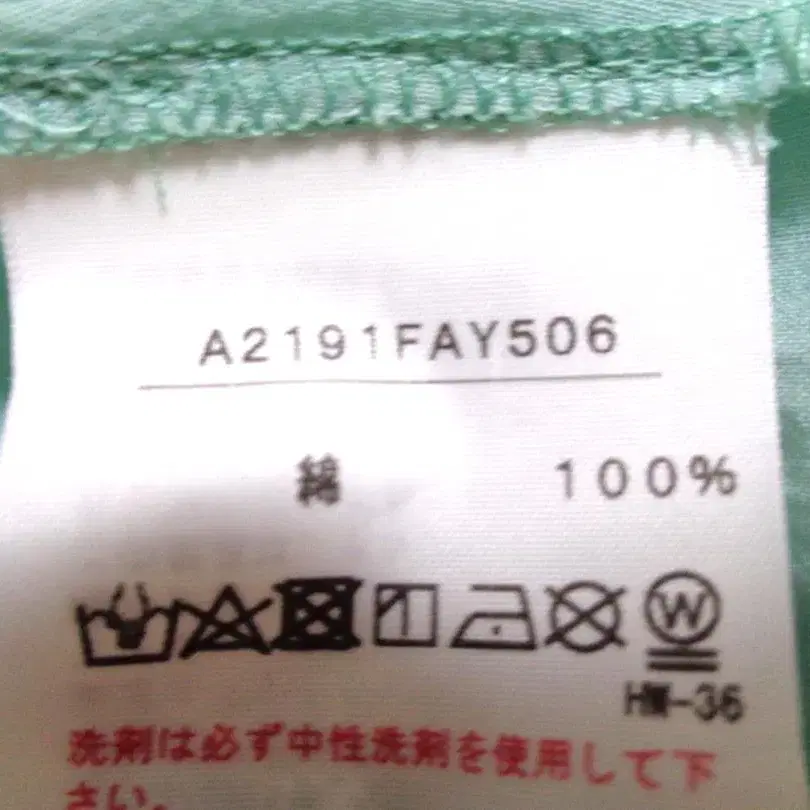 A2191FAY506
綿 100%
W
HW-36
洗剤は必ず中性洗剤を使用して下
さい。